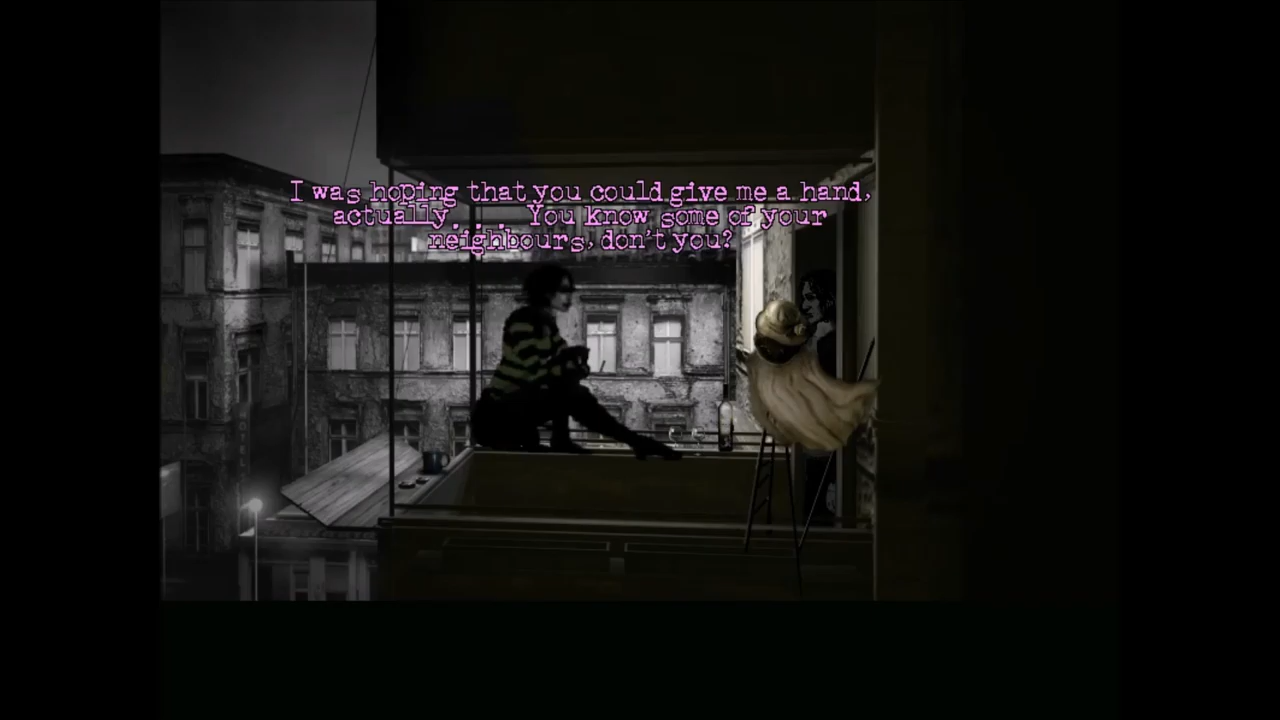 I was hoping that you could give me a hand,
actually. . . You know some of your
neighbours, don't you?